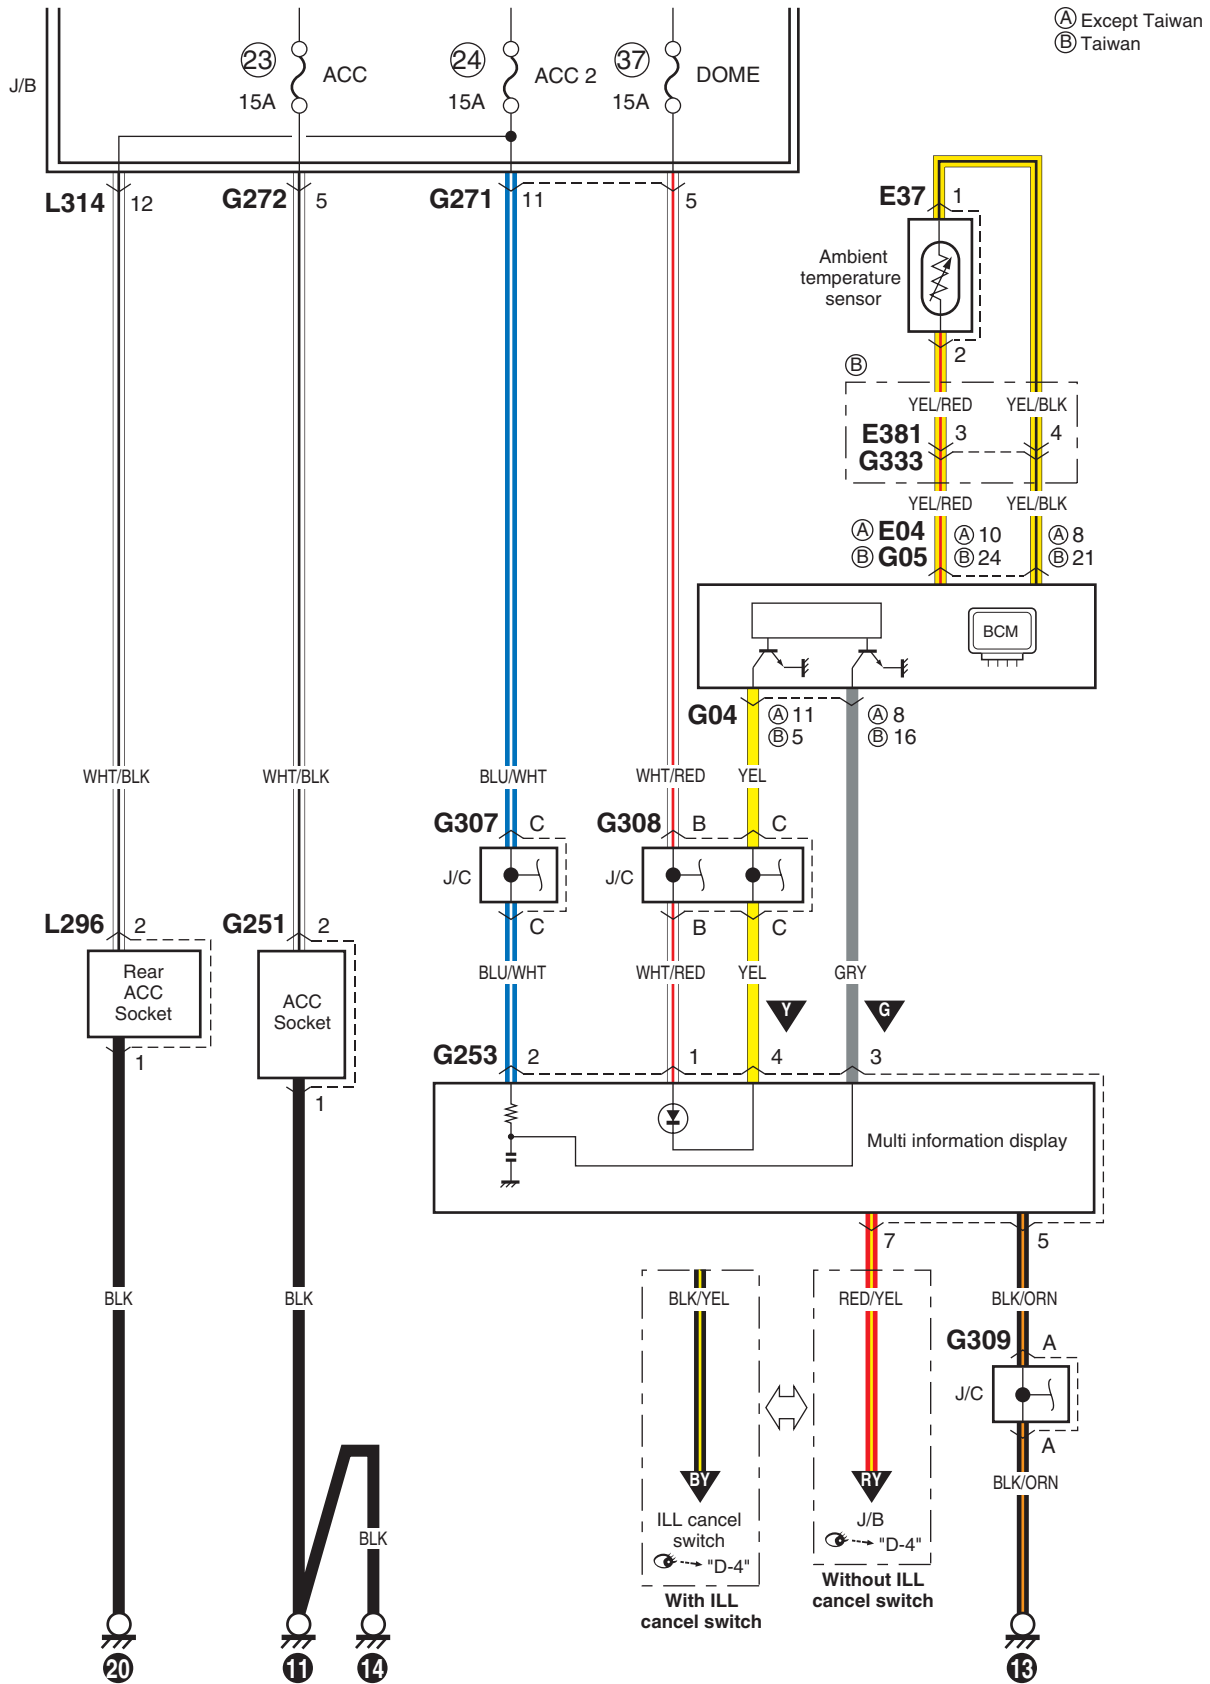 Ⓐ Except Taiwan
Ⓑ Taiwan
J/B
23
15A
ACC
24
15A
ACC 2
37
15A
DOME
L314
12
G272
5
G271
11
5
E37
1
Ambient
temperature
sensor
2
Ⓑ
YEL/RED
YEL/BLK
E381
3
4
G333
YEL/RED
YEL/BLK
Ⓐ E04
Ⓐ 10
Ⓐ 8
Ⓑ G05
Ⓑ 24
Ⓑ 21
BCM
G04
Ⓐ 11
Ⓐ 8
Ⓑ 5
Ⓑ 16
WHT/BLK
WHT/BLK
BLU/WHT
WHT/RED
YEL
G307
C
G308
B
C
J/C
J/C
C
B
C
L296
2
G251
2
Rear
ACC
Socket
ACC
Socket
BLU/WHT
WHT/RED
YEL
GRY
Y
G
1
1
G253
2
1
4
3
Multi information display
7
5
BLK
BLK
BLK/YEL
RED/YEL
BLK/ORN
G309
A
J/C
A
BY
RY
BLK/ORN
ILL cancel
switch
"D-4"
J/B
"D-4"
BLK
With ILL
cancel switch
Without ILL
cancel switch
20
11
14
13